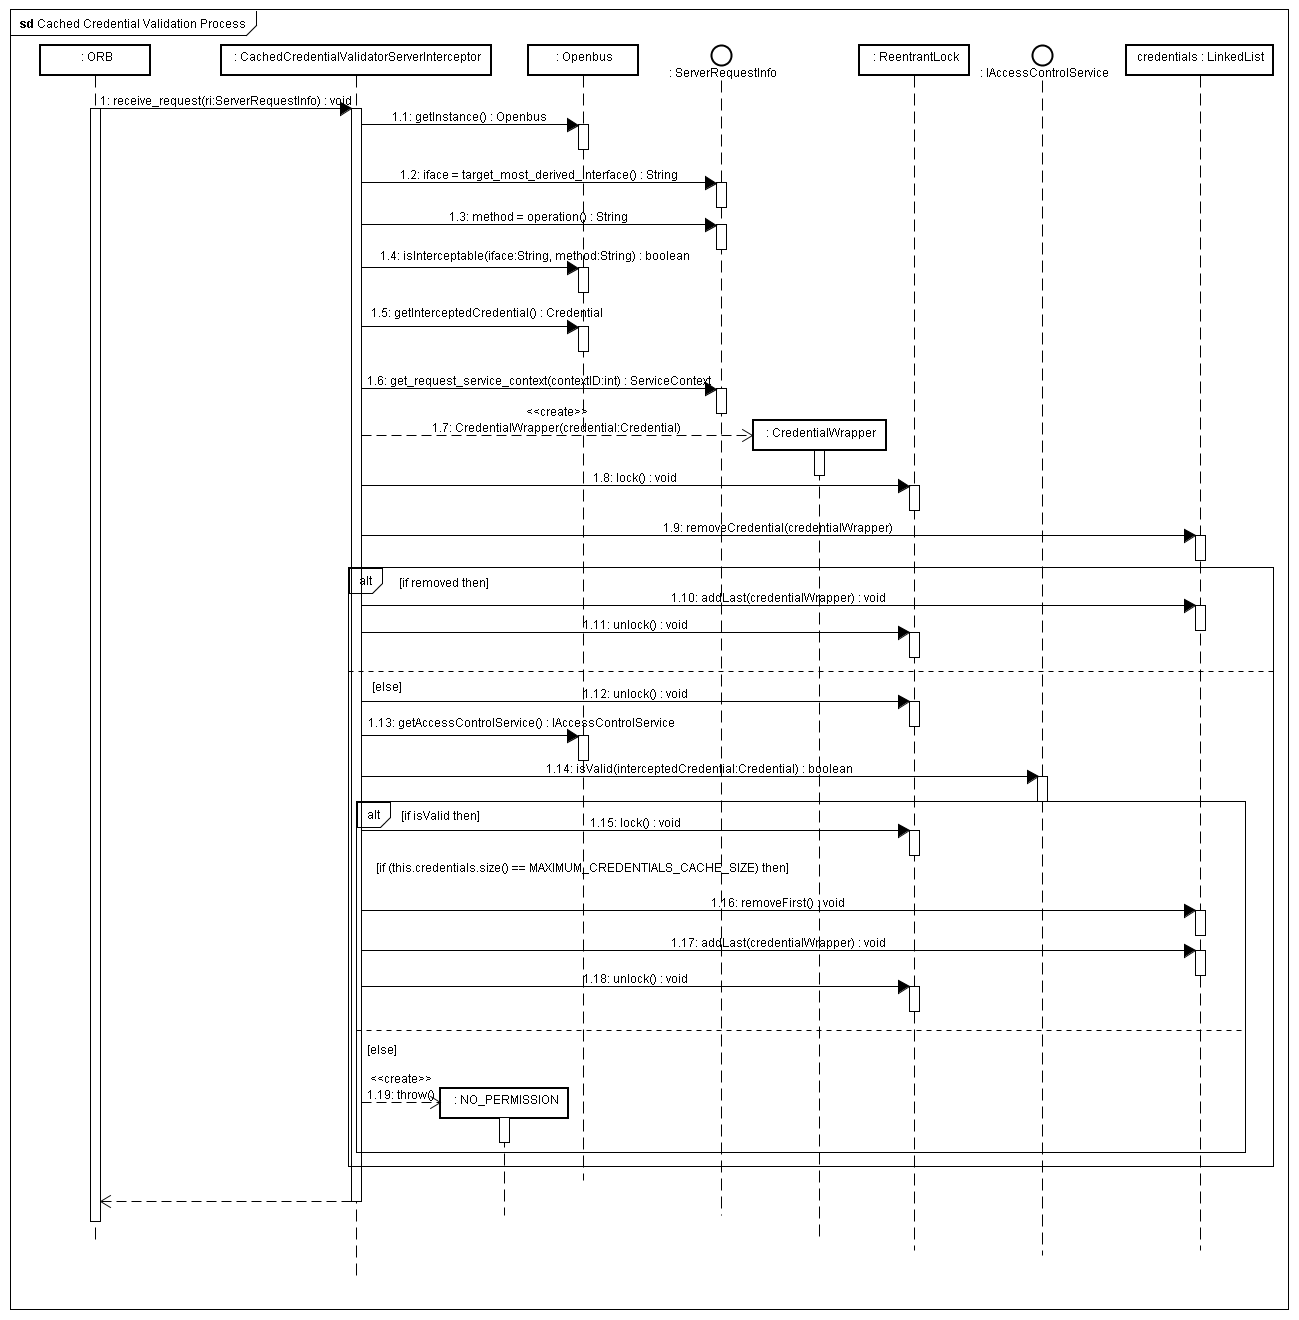 sd Cached Credential Validation Process
: ORB
: CachedCredentialValidatorServerInterceptor
: Openbus
: ServerRequestInfo
: ReentrantLock
: IAccessControlService
credentials : LinkedList
1: receive_request(ri:ServerRequestInfo) : void
1.1: getInstance() : Openbus
1.2: iface = target_most_derived_interface() : String
1.3: method = operation() : String
1.4: isInterceptable(iface:String, method:String) : boolean
1.5: getInterceptedCredential() : Credential
1.6: get_request_service_context(contextID:int) : ServiceContext
<<create>>
1.7: CredentialWrapper(credential:Credential)
: CredentialWrapper
1.8: lock() : void
1.9: removeCredential(credentialWrapper)
alt
[if removed then]
1.10: addLast(credentialWrapper) : void
1.11: unlock() : void
[else]
1.12: unlock() : void
1.13: getAccessControlService() : IAccessControlService
1.14: isValid(interceptedCredential:Credential) : boolean
alt
[if isValid then]
1.15: lock() : void
[if (this.credentials.size() == MAXIMUM_CREDENTIALS_CACHE_SIZE) then]
1.16: removeFirst() : void
1.17: addLast(credentialWrapper) : void
1.18: unlock() : void
[else]
<<create>>
1.19: throw()
: NO_PERMISSION